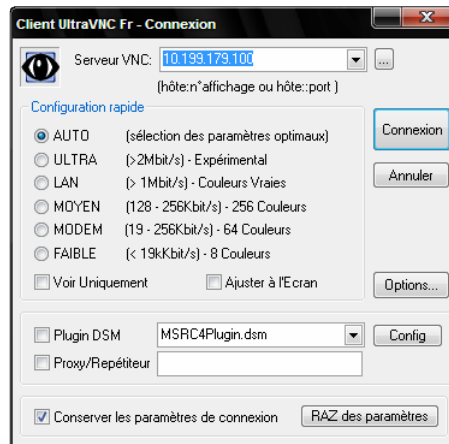 Client UltraVNC Fr - Connexion
Serveur VNC: 10.199.179.100 ...
(hôte:n°affichage ou hôte::port )
Configuration rapide
AUTO (sélection des paramètres optimaux)
Connexion
ULTRA (>2Mbit/s) - Expérimental
LAN (> 1Mbit/s) - Couleurs Vraies
Annuler
MOYEN (128 - 256Kbit/s) - 256 Couleurs
MODEM (19 - 256Kbit/s) - 64 Couleurs
FAIBLE (< 19kKbit/s) - 8 Couleurs
Voir Uniquement Ajuster à l'Ecran Options...
Plugin DSM MSRC4Plugin.dsm Config
Proxy/Repétiteur
Conserver les paramètres de connexion RAZ des paramètres